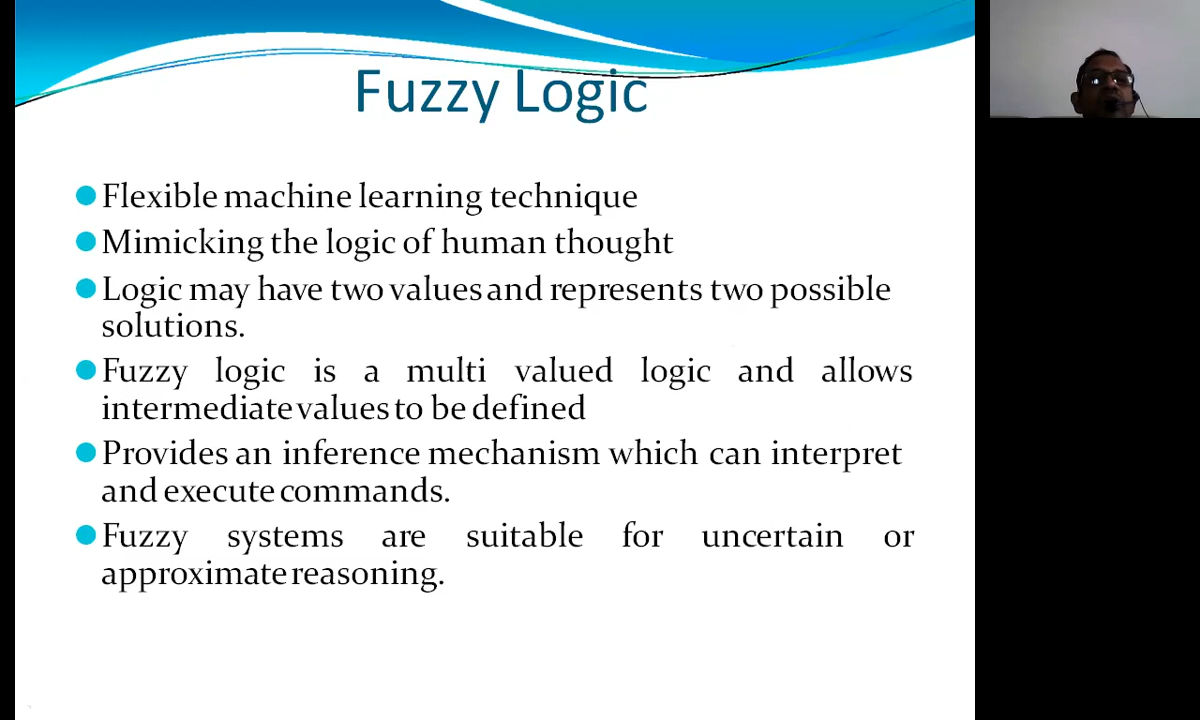 Fuzzy Logic
Flexible machine learning technique
Mimicking the logic of human thought
Logic may have two values and represents two possible
solutions.
Fuzzy logic is a multi valued logic and allows
intermediate values to be defined
Provides an inference mechanism which can interpret
and execute commands.
Fuzzy systems are suitable for uncertain or
approximate reasoning.